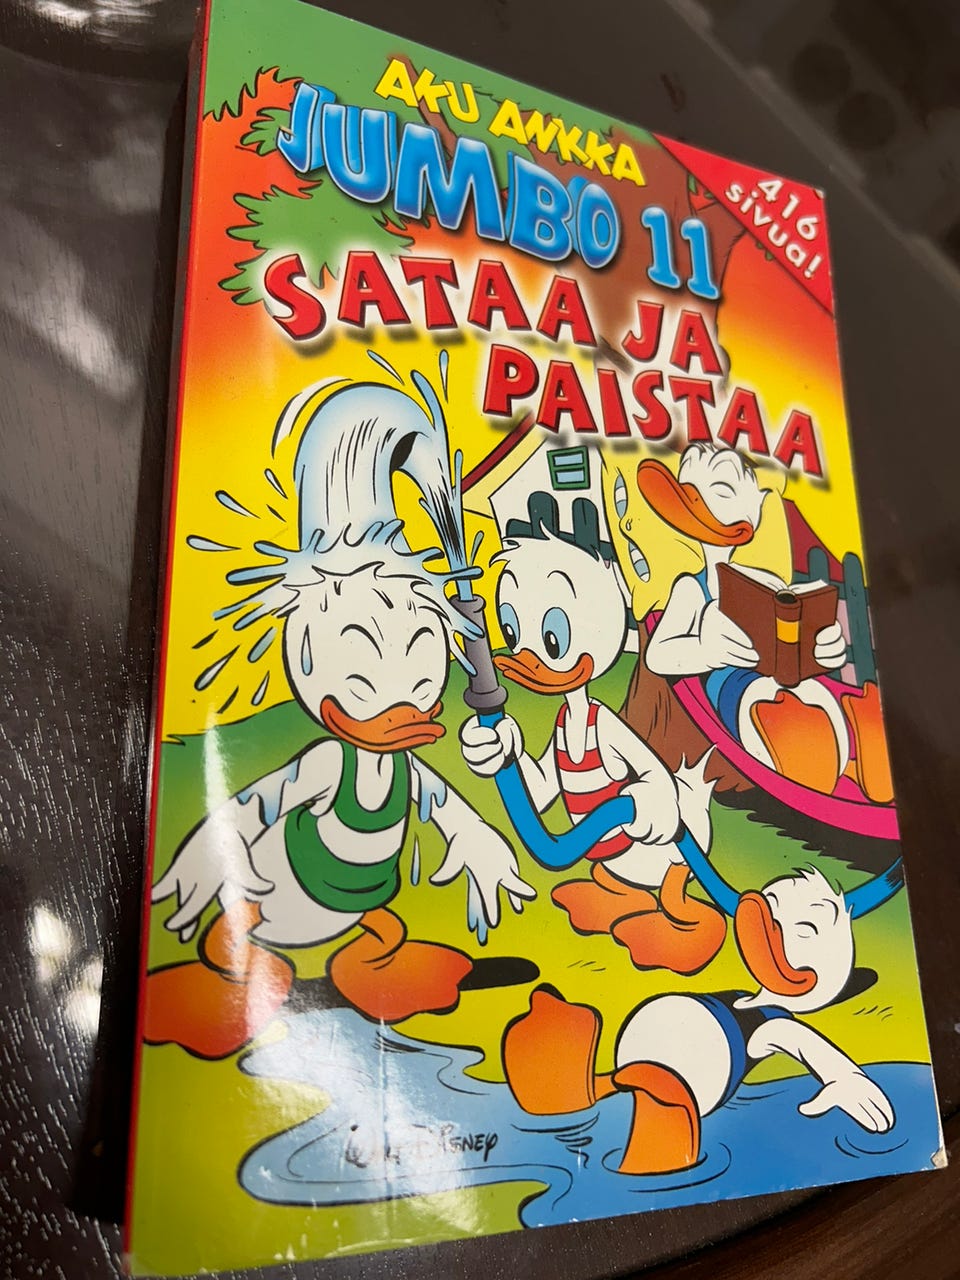 AKU ANKKA
JUMBO 11
416
sivua!
SATAA JA
PAISTAA
WALT DISNEY